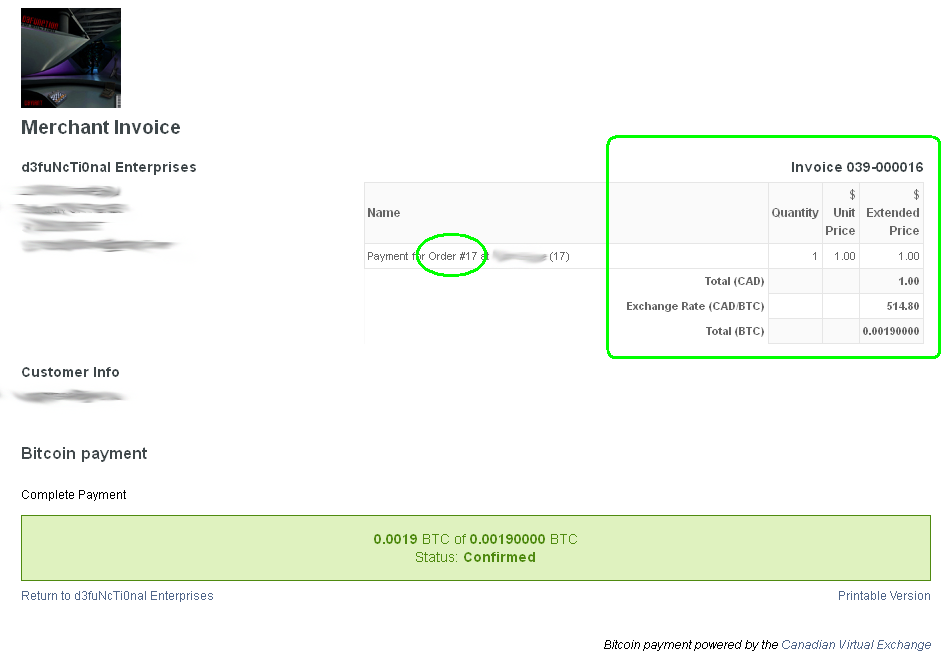 Merchant Invoice
d3fuNcTi0nal Enterprises
Invoice 039-000016
Name Quantity $ Unit Price $ Extended Price
Payment for Order #17 at (17) 1 1.00 1.00
Total (CAD) 1.00
Exchange Rate (CAD/BTC) 514.80
Total (BTC) 0.00190000
Customer Info
Bitcoin payment
Complete Payment
0.0019 BTC of 0.00190000 BTC
Status: Confirmed
Return to d3fuNcTi0nal Enterprises Printable Version
Bitcoin payment powered by the Canadian Virtual Exchange